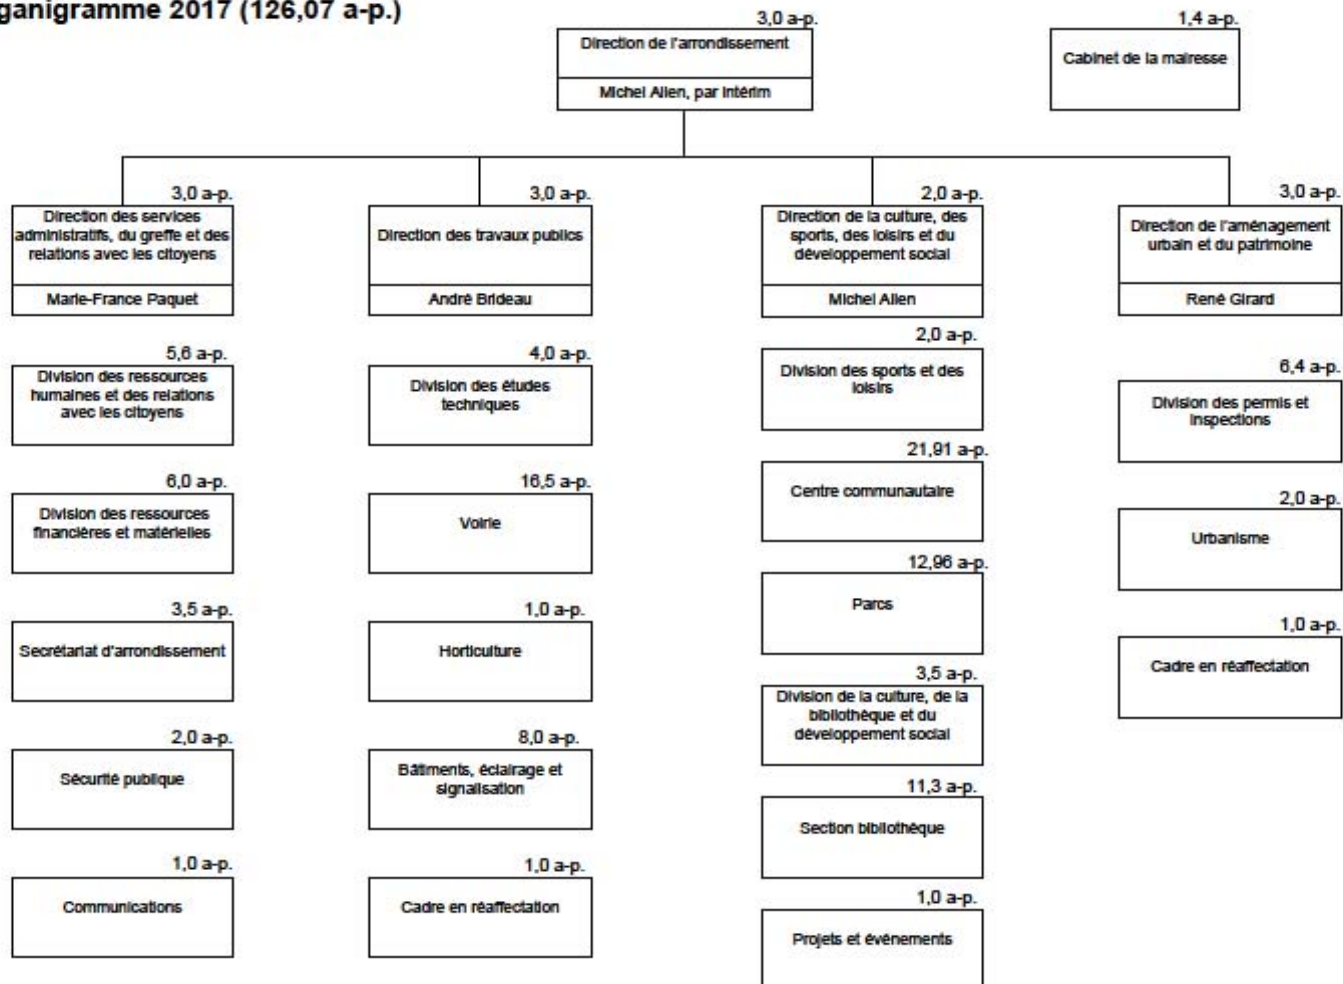 ganigramme 2017 (126,07 a-p.)
3,0 a-p.
Direction de l'arrondissement
Michel Allen, par intérim
1,4 a-p.
Cabinet de la mairesse
3,0 a-p.
Direction des services
administratifs, du greffe et des
relations avec les citoyens
Marie-France Paquet
5,6 a-p.
Division des ressources
humaines et des relations
avec les citoyens
6,0 a-p.
Division des ressources
financières et matérielles
3,5 a-p.
Secrétariat d'arrondissement
2,0 a-p.
Sécurité publique
1,0 a-p.
Communications
3,0 a-p.
Direction des travaux publics
André Brideau
4,0 a-p.
Division des études
techniques
16,5 a-p.
Voirie
1,0 a-p.
Horticulture
8,0 a-p.
Bâtiments, éclairage et
signalisation
1,0 a-p.
Cadre en réaffectation
2,0 a-p.
Direction de la culture, des
sports, des loisirs et du
développement social
Michel Allen
2,0 a-p.
Division des sports et des
loisirs
21,91 a-p.
Centre communautaire
12,96 a-p.
Parcs
3,5 a-p.
Division de la culture, de la
bibliothèque et du
développement social
11,3 a-p.
Section bibliothèque
1,0 a-p.
Projets et événements
3,0 a-p.
Direction de l'aménagement
urbain et du patrimoine
René Girard
6,4 a-p.
Division des permis et
inspections
2,0 a-p.
Urbanisme
1,0 a-p.
Cadre en réaffectation